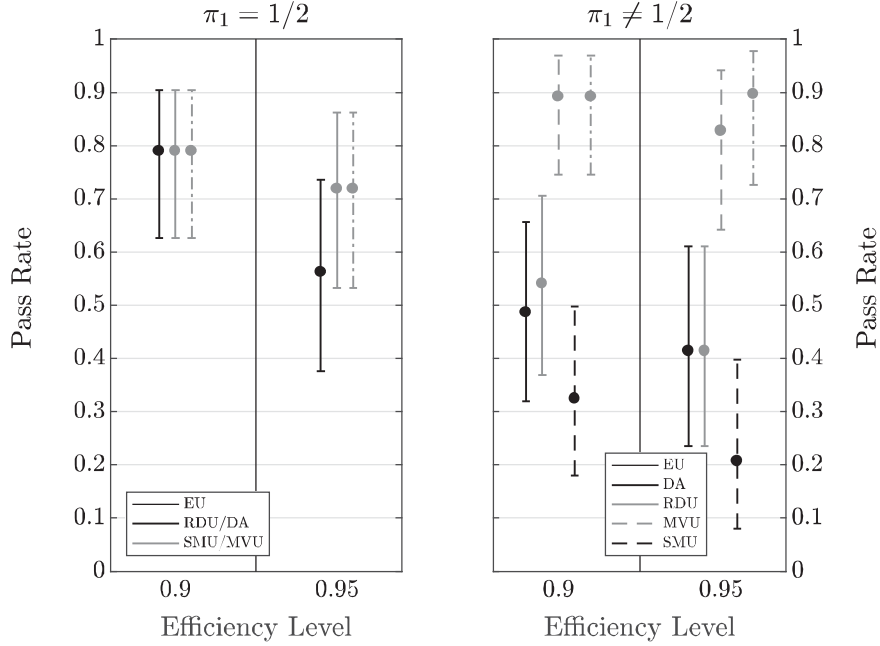 π₁ = 1/2
1
0.9
0.8
0.7
0.6
0.5
0.4
0.3
0.2
0.1
0
Pass Rate
EU
RDU/DA
SMU/MVU
0.9 0.95
Efficiency Level
π₁ ≠ 1/2
1
0.9
0.8
0.7
0.6
0.5
0.4
0.3
0.2
0.1
0
Pass Rate
EU
DA
RDU
MVU
SMU
0.9 0.95
Efficiency Level